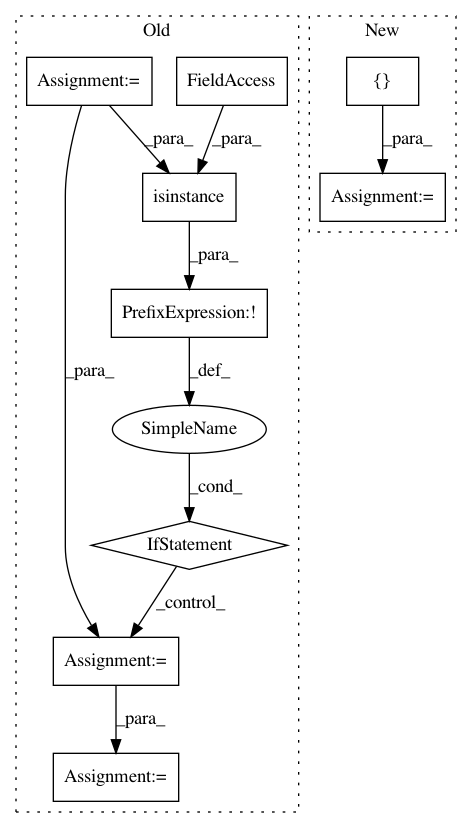 Old
New
Assignment:=
FieldAccess
{}
_para_
_para_
_para_
isinstance
Assignment:=
_para_
PrefixExpression:!
_para_
_def_
SimpleName
_cond_
IfStatement
_control_
Assignment:=
_para_
Assignment:=